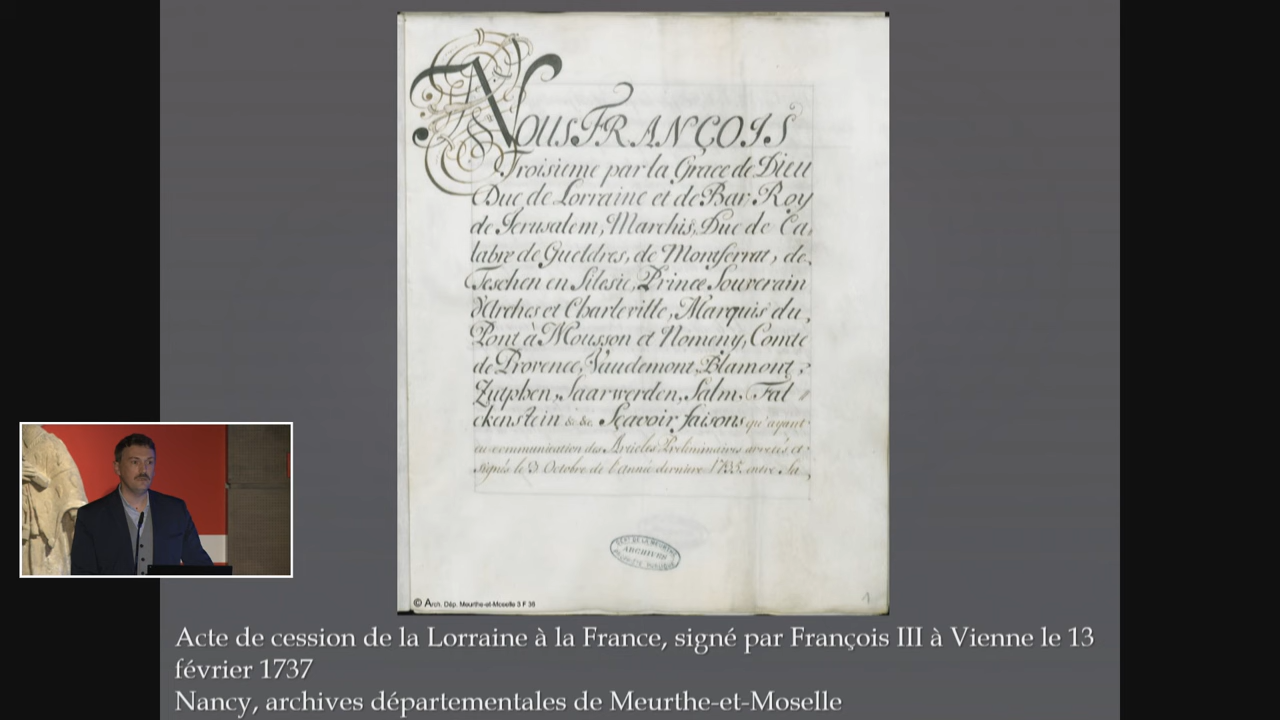 NOUS FRANÇOIS
Troisieme par la Grace de Dieu
Duc de Lorraine et de Bar, Roy
de Jerusalem, Marchis, Duc de Ca
labre de Gueldres, de Montferrat, de
Teschen en Silesie, Prince Souverain
d'Arches et Charleville, Marquis du
Pont à Mousson et Nomeny, Comte
de Provence, Vaudemont, Blamont,
Zutphen, Saarwerden, Salm, Fal
ckenstein &c &c. Sçavoir faisons qu'ayant
eu communication des Articles Préliminaires arretés et
signés le 3 Octobre de l'année derniere 1735. entre Sa
ARCHIVES
1
© Arch. Dép. Meurthe-et-Moselle 3 F 36
Acte de cession de la Lorraine à la France, signé par François III à Vienne le 13
février 1737
Nancy, archives départementales de Meurthe-et-Moselle